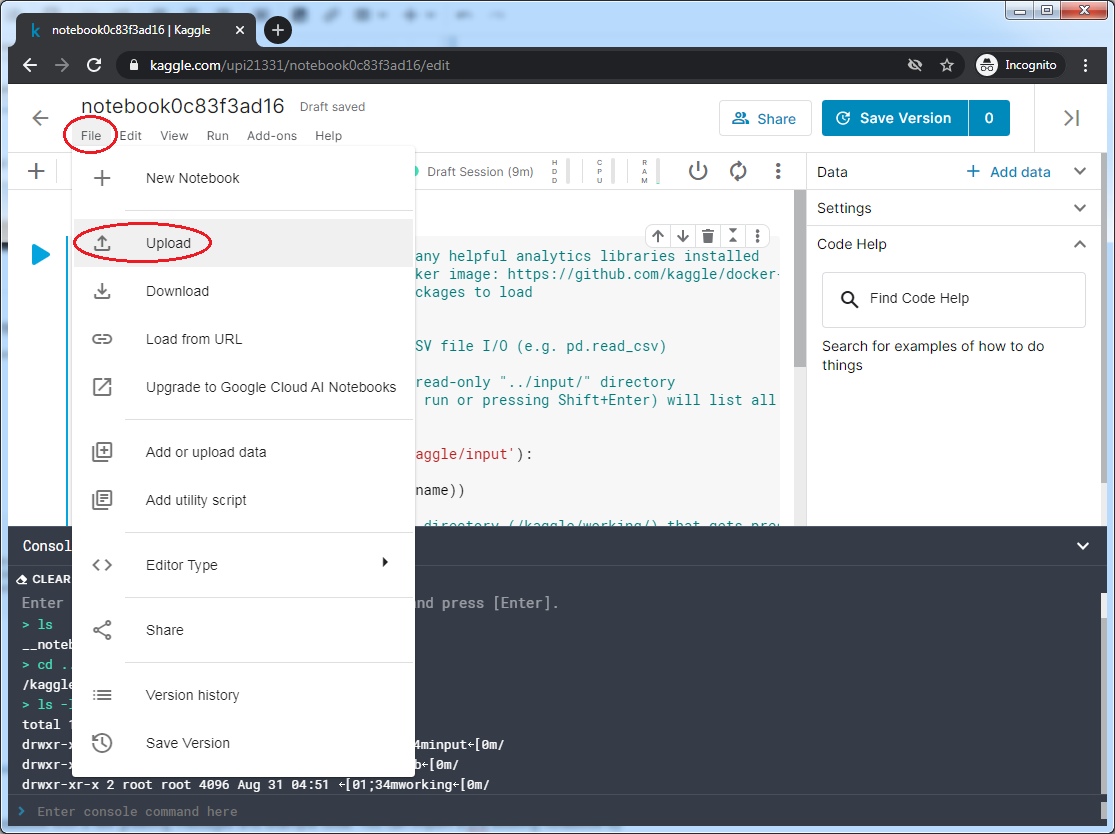 notebook0c83f3ad16 | Kaggle
kaggle.com/upi21331/notebook0c83f3ad16/edit
Incognito
notebook0c83f3ad16 Draft saved
File Edit View Run Add-ons Help
Share
Save Version 0
Draft Session (9m) HDD CPU RAM
New Notebook
Upload
Download
Load from URL
Upgrade to Google Cloud AI Notebooks
Add or upload data
Add utility script
Editor Type
Share
Version history
Save Version
any helpful analytics libraries installed
ker image: https://github.com/kaggle/docker-
ckages to load
SV file I/O (e.g. pd.read_csv)
read-only "../input/" directory
run or pressing Shift+Enter) will list all
aggle/input'):
name))
directory (/kaggle/working/) that gets pres
Data + Add data
Settings
Code Help
Find Code Help
Search for examples of how to do
things
Consol
CLEAR
Enter nd press [Enter].
> ls
__noteb
> cd ..
/kaggle
> ls -l
total 1
drwxr-x 4minput←[0m/
drwxr-x b←[0m/
drwxr-xr-x 2 root root 4096 Aug 31 04:51 ←[01;34mworking←[0m/
> Enter console command here